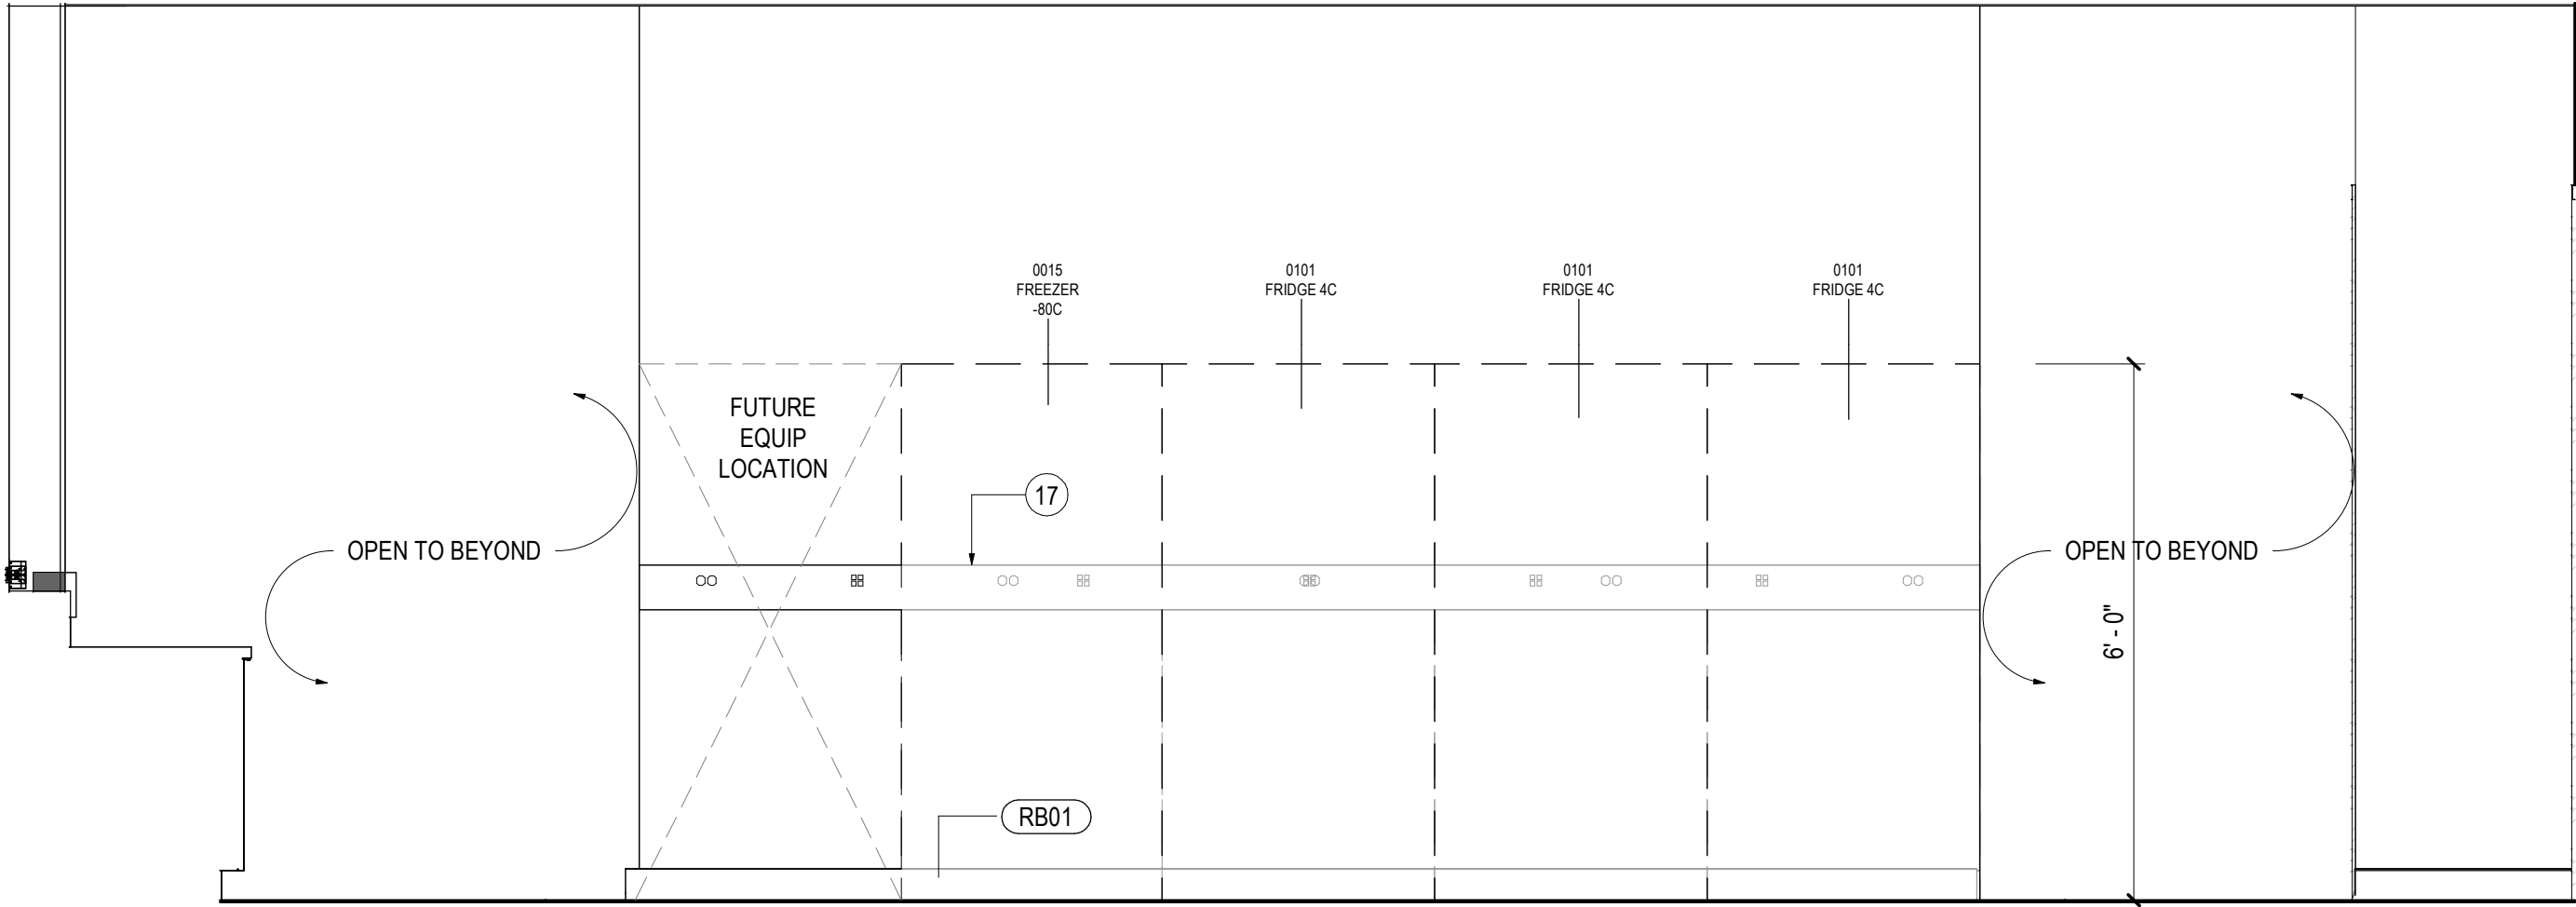 0015
FREEZER
-80C
0101
FRIDGE 4C
0101
FRIDGE 4C
0101
FRIDGE 4C
FUTURE
EQUIP
LOCATION
17
OPEN TO BEYOND
OPEN TO BEYOND
6' - 0"
RB01